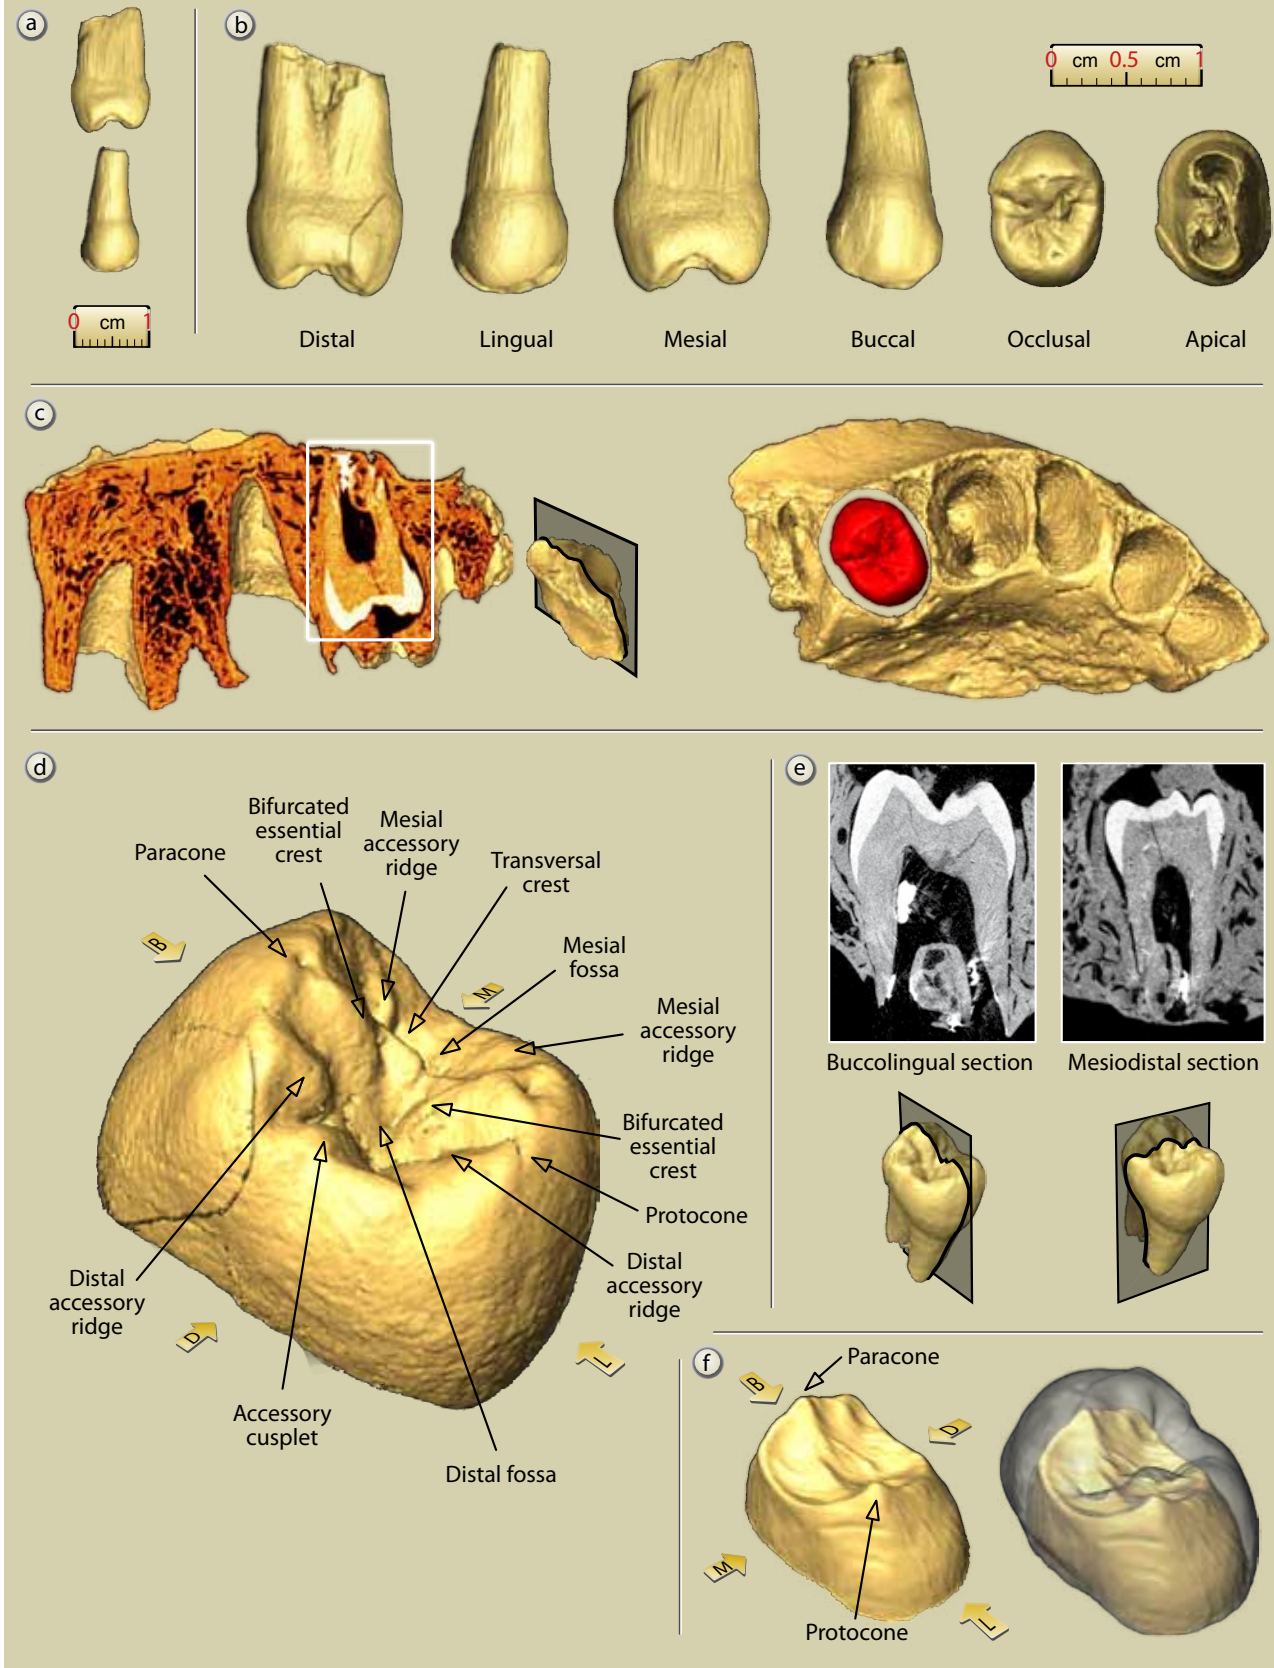 a
0 cm 1
b
0 cm 0.5 cm 1
Distal
Lingual
Mesial
Buccal
Occlusal
Apical
c
d
Bifurcated
essential
crest
Mesial
accessory
ridge
Paracone
Transversal
crest
B
Mesial
fossa
M
Mesial
accessory
ridge
Bifurcated
essential
crest
Protocone
Distal
accessory
ridge
Distal
accessory
ridge
D
L
Accessory
cusplet
Distal fossa
e
Buccolingual section
Mesiodistal section
f
Paracone
B
D
M
L
Protocone